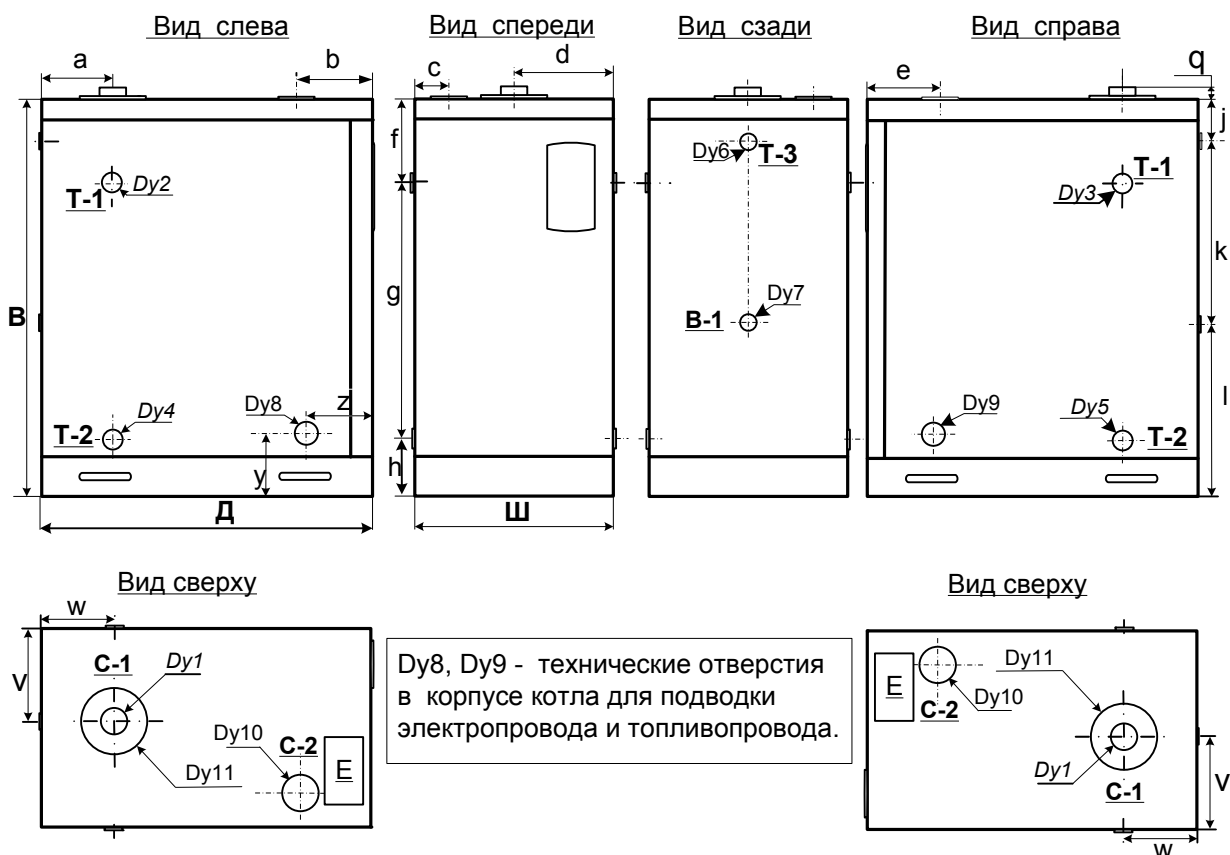 Вид слева
Вид спереди
Вид сзади
Вид справа
a
b
c
d
e
q
f
j
Т-1
Dy2
Dy6
Т-3
Т-1
Dy3
В
g
k
В-1
Dy7
Dy4
Т-2
Dy8
z
y
h
Dy9
Dy5
Т-2
l
Д
Ш
Вид сверху
Вид сверху
w
v
С-1
Dy1
Dy11
Dy10
С-2
E
Dy8, Dy9 - технические отверстия
в корпусе котла для подводки
электропровода и топливопровода.
E
С-2
Dy10
Dy11
Dy1
С-1
v
w